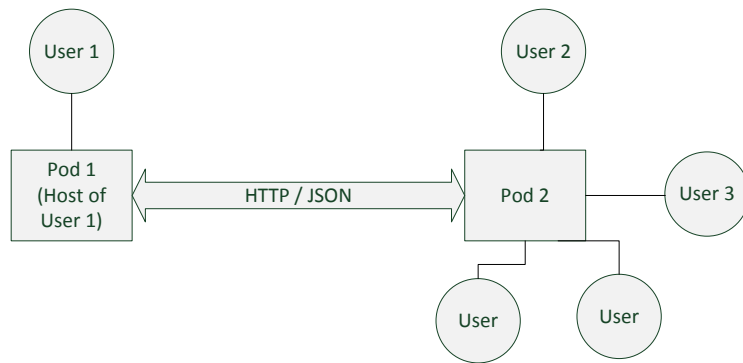 User 1
User 2
Pod 1
(Host of
User 1)
HTTP / JSON
Pod 2
User 3
User
User